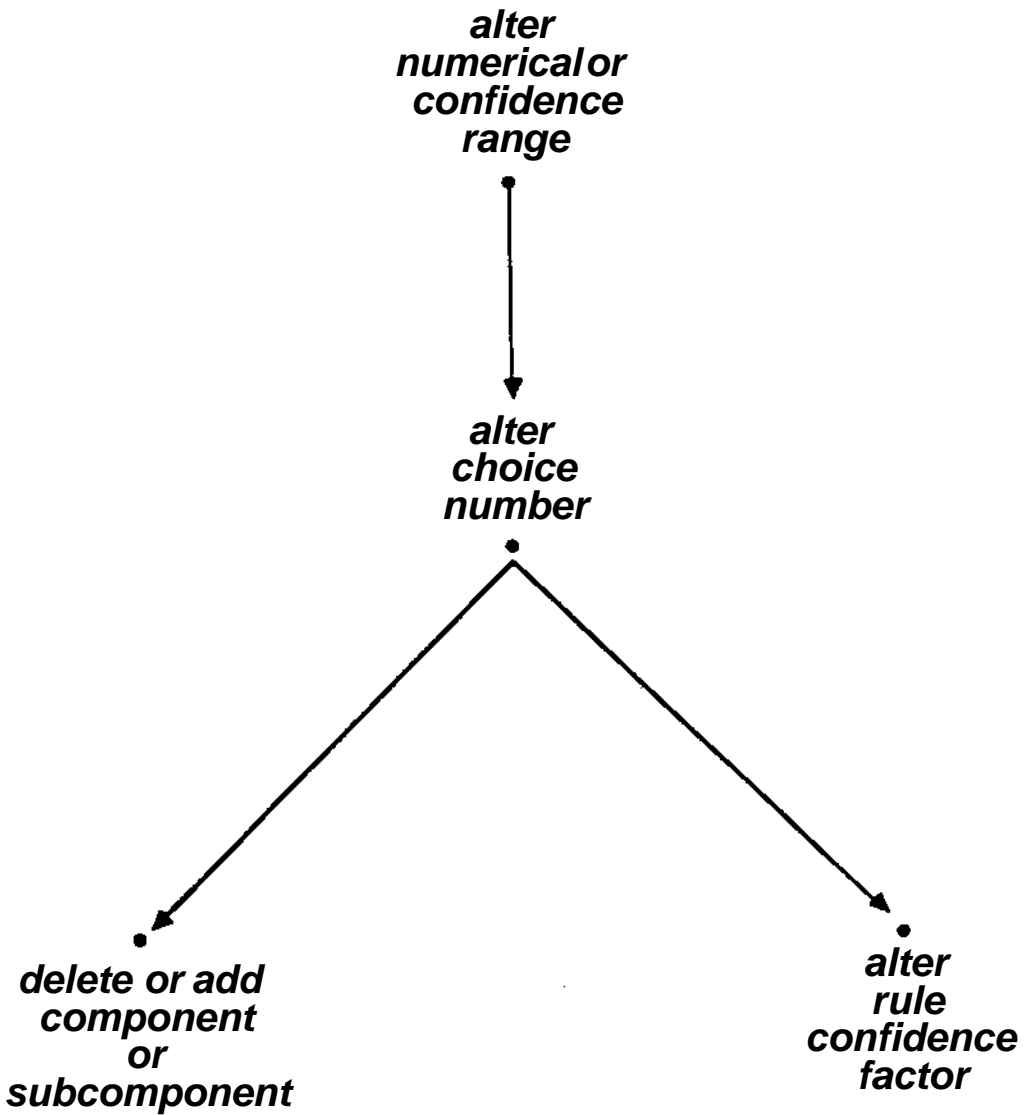 alter
numerical or
confidence
range
alter
choice
number
delete or add
component
or
subcomponent
alter
rule
confidence
factor